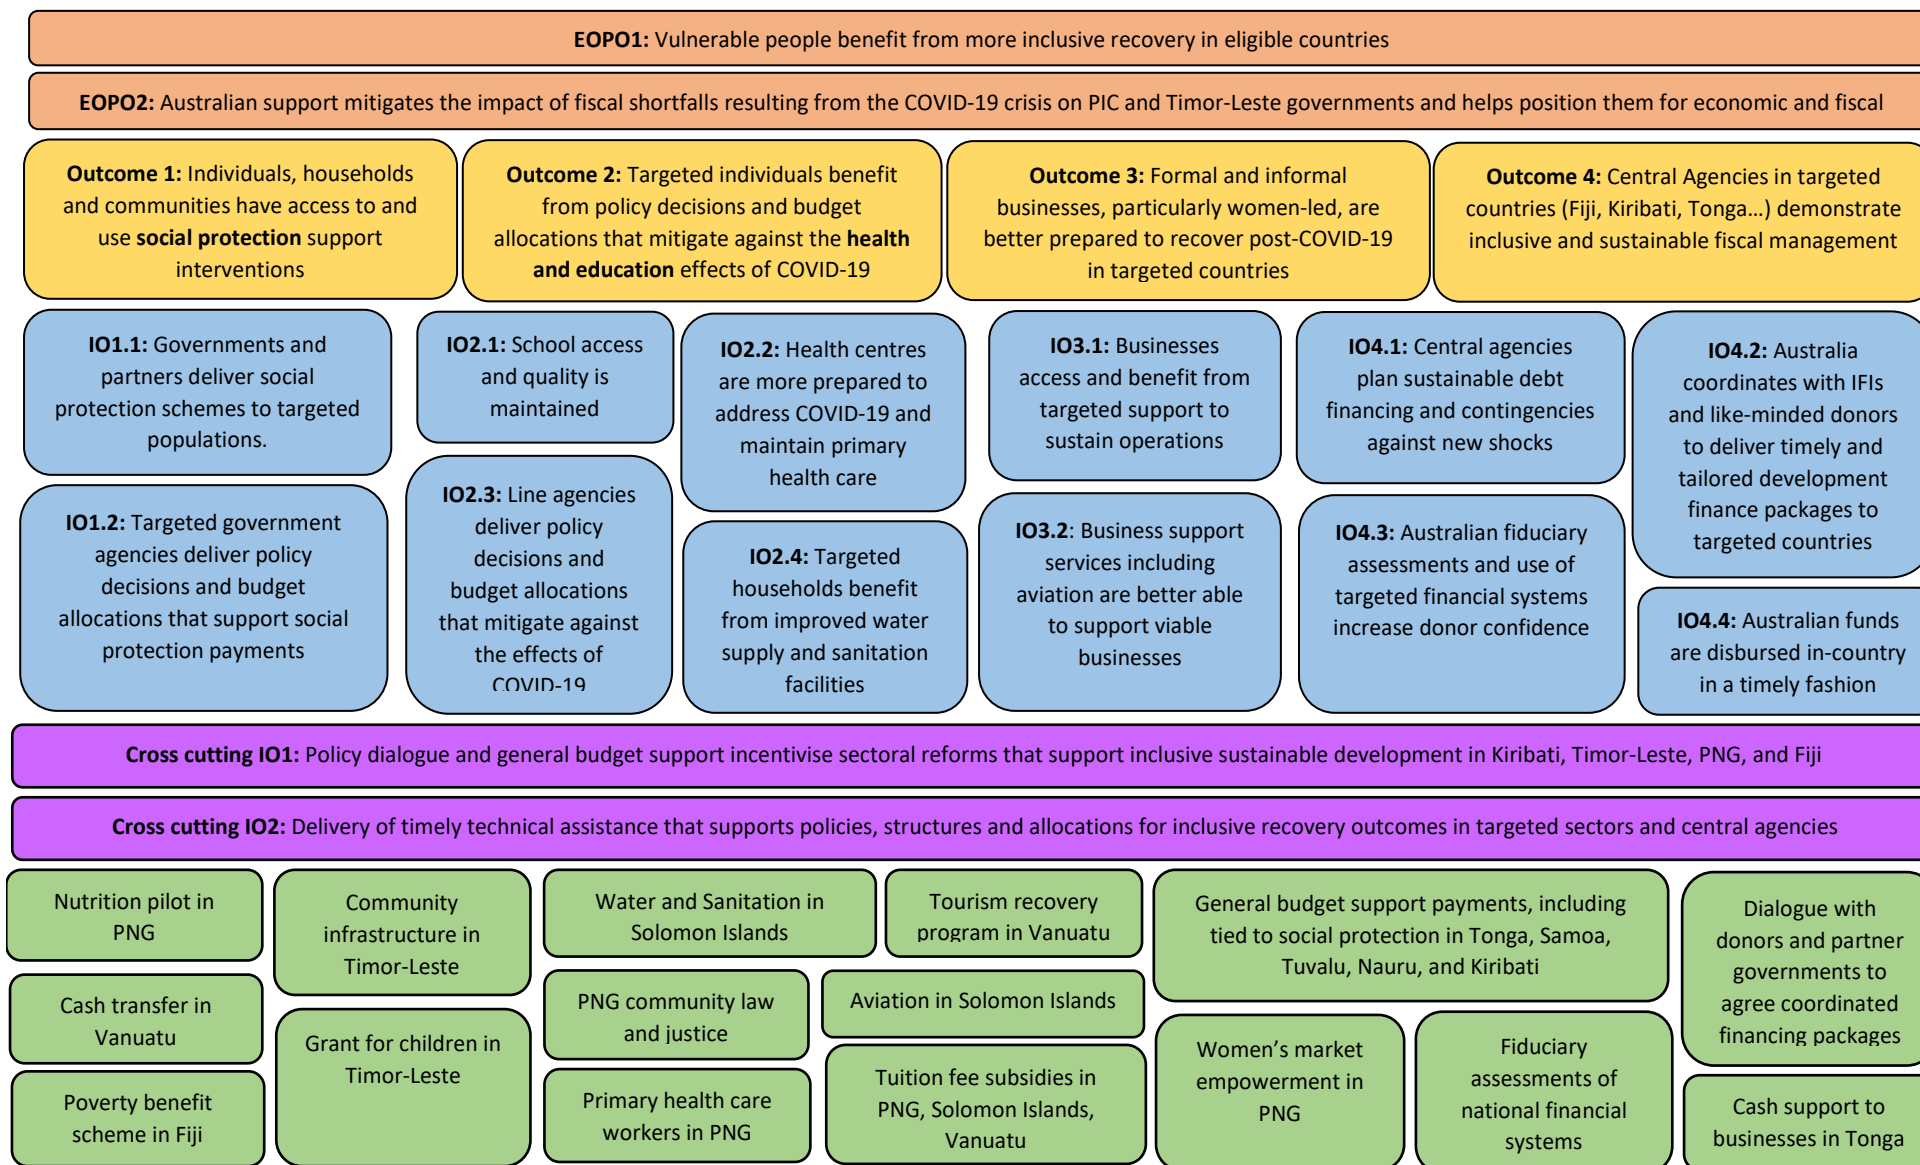 EOPO1: Vulnerable people benefit from more inclusive recovery in eligible countries
EOPO2: Australian support mitigates the impact of fiscal shortfalls resulting from the COVID-19 crisis on PIC and Timor-Leste governments and helps position them for economic and fiscal
Outcome 1: Individuals, households
and communities have access to and
use social protection support
interventions
Outcome 2: Targeted individuals benefit
from policy decisions and budget
allocations that mitigate against the health
and education effects of COVID-19
Outcome 3: Formal and informal
businesses, particularly women-led, are
better prepared to recover post-COVID-19
in targeted countries
Outcome 4: Central Agencies in targeted
countries (Fiji, Kiribati, Tonga...) demonstrate
inclusive and sustainable fiscal management
IO1.1: Governments and
partners deliver social
protection schemes to targeted
populations.
IO1.2: Targeted government
agencies deliver policy
decisions and budget
allocations that support social
protection payments
IO2.1: School access
and quality is
maintained
IO2.2: Health centres
are more prepared to
address COVID-19 and
maintain primary
health care
IO2.3: Line agencies
deliver policy
decisions and
budget allocations
that mitigate against
the effects of
COVID-19
IO2.4: Targeted
households benefit
from improved water
supply and sanitation
facilities
IO3.1: Businesses
access and benefit from
targeted support to
sustain operations
IO3.2: Business support
services including
aviation are better able
to support viable
businesses
IO4.1: Central agencies
plan sustainable debt
financing and contingencies
against new shocks
IO4.2: Australia
coordinates with IFIs
and like-minded donors
to deliver timely and
tailored development
finance packages to
targeted countries
IO4.3: Australian fiduciary
assessments and use of
targeted financial systems
increase donor confidence
IO4.4: Australian funds
are disbursed in-country
in a timely fashion
Cross cutting IO1: Policy dialogue and general budget support incentivise sectoral reforms that support inclusive sustainable development in Kiribati, Timor-Leste, PNG, and Fiji
Cross cutting IO2: Delivery of timely technical assistance that supports policies, structures and allocations for inclusive recovery outcomes in targeted sectors and central agencies
Nutrition pilot in
PNG
Cash transfer in
Vanuatu
Poverty benefit
scheme in Fiji
Community
infrastructure in
Timor-Leste
Grant for children in
Timor-Leste
Water and Sanitation in
Solomon Islands
PNG community law
and justice
Primary health care
workers in PNG
Tourism recovery
program in Vanuatu
Aviation in Solomon Islands
Tuition fee subsidies in
PNG, Solomon Islands,
Vanuatu
General budget support payments, including
tied to social protection in Tonga, Samoa,
Tuvalu, Nauru, and Kiribati
Women's market
empowerment in
PNG
Fiduciary
assessments of
national financial
systems
Dialogue with
donors and partner
governments to
agree coordinated
financing packages
Cash support to
businesses in Tonga